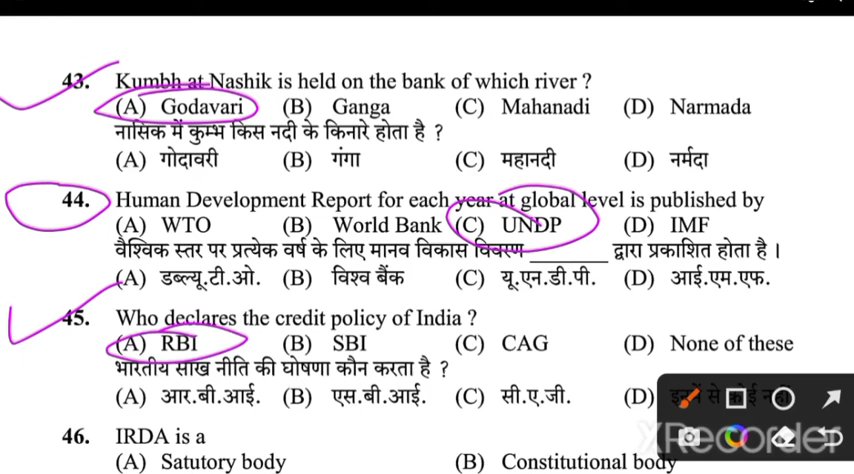 43. Kumbh at Nashik is held on the bank of which river ?
(A) Godavari (B) Ganga (C) Mahanadi (D) Narmada
नासिक में कुम्भ किस नदी के किनारे होता है ?
(A) गोदावरी (B) गंगा (C) महानदी (D) नर्मदा
44. Human Development Report for each year at global level is published by
(A) WTO (B) World Bank (C) UNDP (D) IMF
वैश्विक स्तर पर प्रत्येक वर्ष के लिए मानव विकास विवरण ________ द्वारा प्रकाशित होता है ।
(A) डब्ल्यू.टी.ओ. (B) विश्व बैंक (C) यू.एन.डी.पी. (D) आई.एम.एफ.
45. Who declares the credit policy of India ?
(A) RBI (B) SBI (C) CAG (D) None of these
भारतीय साख नीति की घोषणा कौन करता है ?
(A) आर.बी.आई. (B) एस.बी.आई. (C) सी.ए.जी. (D) इनमें से कोई नहीं
XRecorder
46. IRDA is a
(A) Satutory body (B) Constitutional body